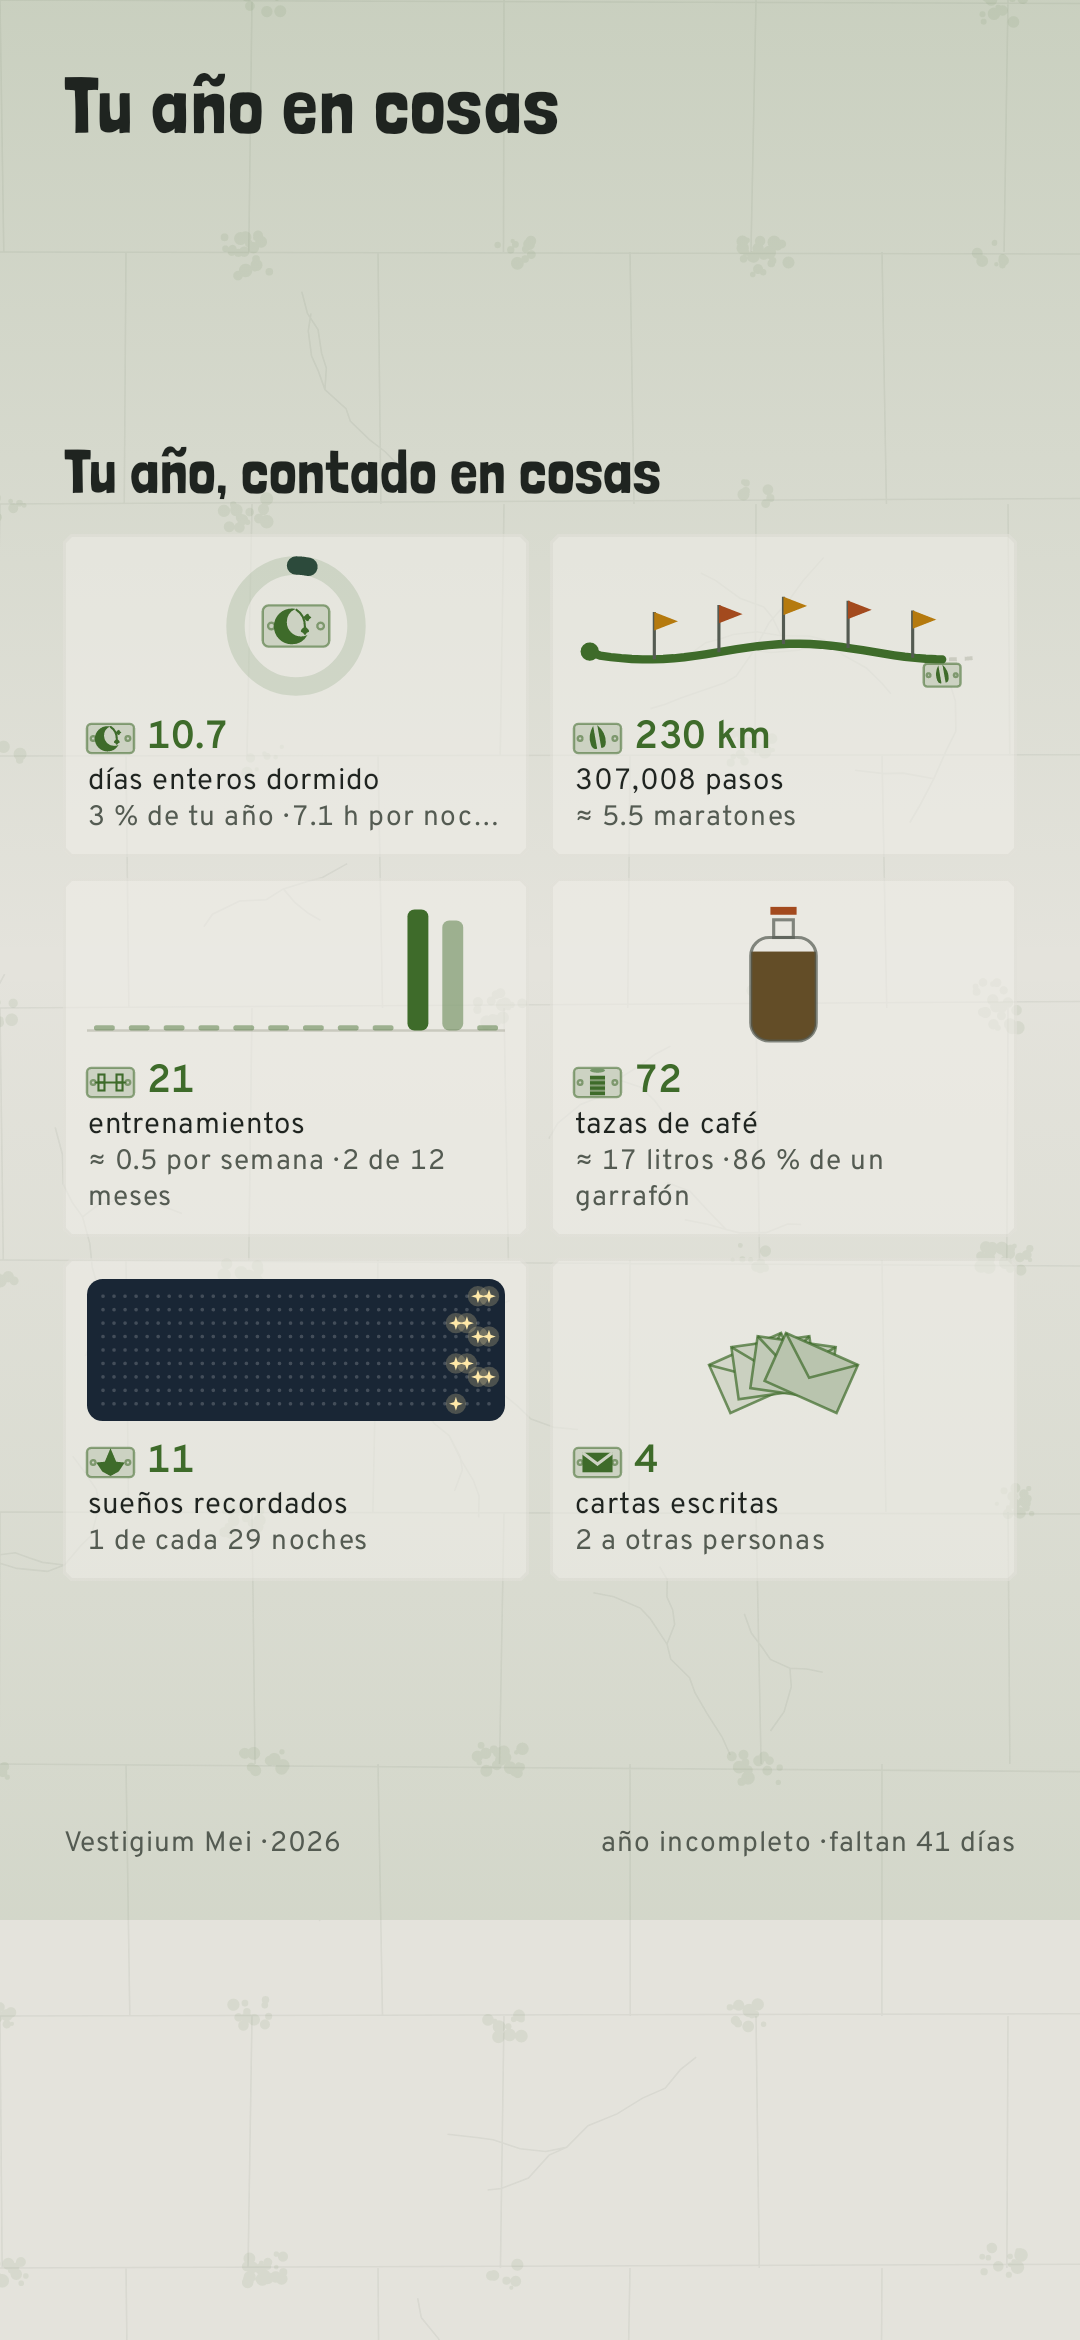 Tu año en cosas
Tu año, contado en cosas
10.7
días enteros dormido
3 % de tu año · 7.1 h por noc...
230 km
307,008 pasos
≈ 5.5 maratones
21
entrenamientos
≈ 0.5 por semana · 2 de 12
meses
72
tazas de café
≈ 17 litros · 86 % de un
garrafón
11
sueños recordados
1 de cada 29 noches
4
cartas escritas
2 a otras personas
Vestigium Mei · 2026
año incompleto · faltan 41 días